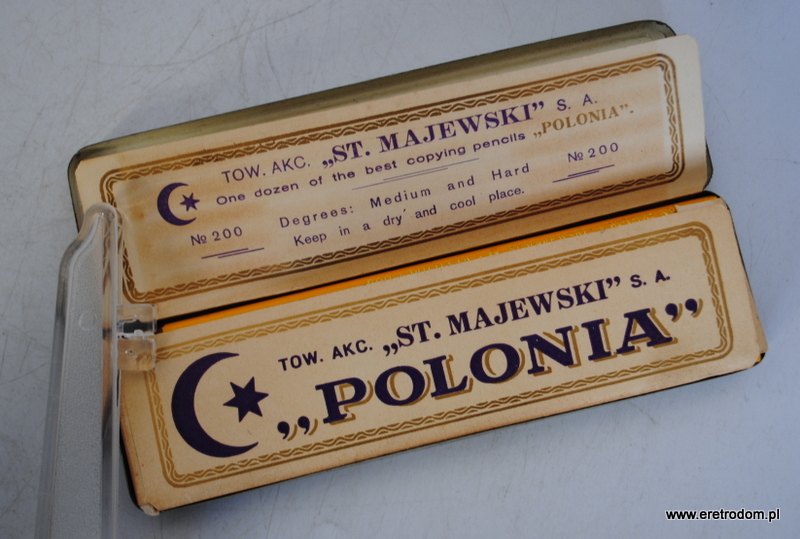 TOW. AKC. „ST. MAJEWSKI” S. A.
One dozen of the best copying pencils „POLONIA”.
№ 200 Degrees: Medium and Hard № 200
Keep in a dry and cool place.
TOW. AKC. „ST. MAJEWSKI” S. A.
„POLONIA”
www.eretrodom.pl